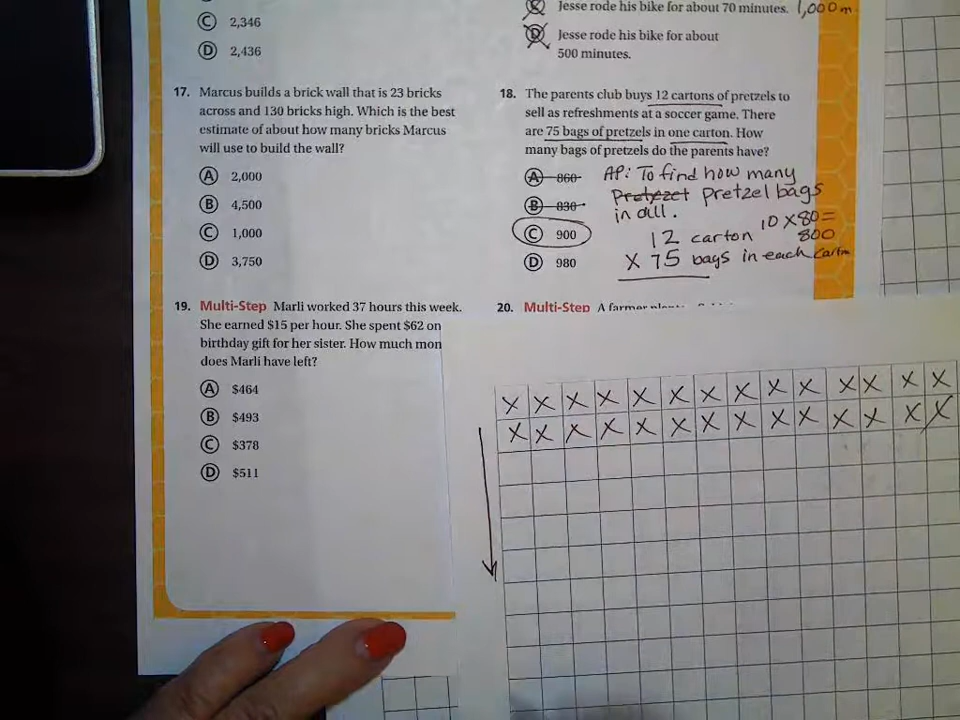 C 2,346
D 2,436
Jesse rode his bike for about 70 minutes. 1,000 m.
D Jesse rode his bike for about
500 minutes.
17. Marcus builds a brick wall that is 23 bricks
across and 130 bricks high. Which is the best
estimate of about how many bricks Marcus
will use to build the wall?
A 2,000
B 4,500
C 1,000
D 3,750
18. The parents club buys 12 cartons of pretzels to
sell as refreshments at a soccer game. There
are 75 bags of pretzels in one carton. How
many bags of pretzels do the parents have?
A 860
B 830
C 900
D 980
AP: To find how many
pretzel bags
in all.
10 X 80 =
800
12 carton
X 75 bags in each carton
19. Multi-Step Marli worked 37 hours this week.
She earned $15 per hour. She spent $62 on
birthday gift for her sister. How much mon
does Marli have left?
A $464
B $493
C $378
D $511
20. Multi-Step A farmer
X X X X X X X X X X X X X X
X X X X X X X X X X X X X X